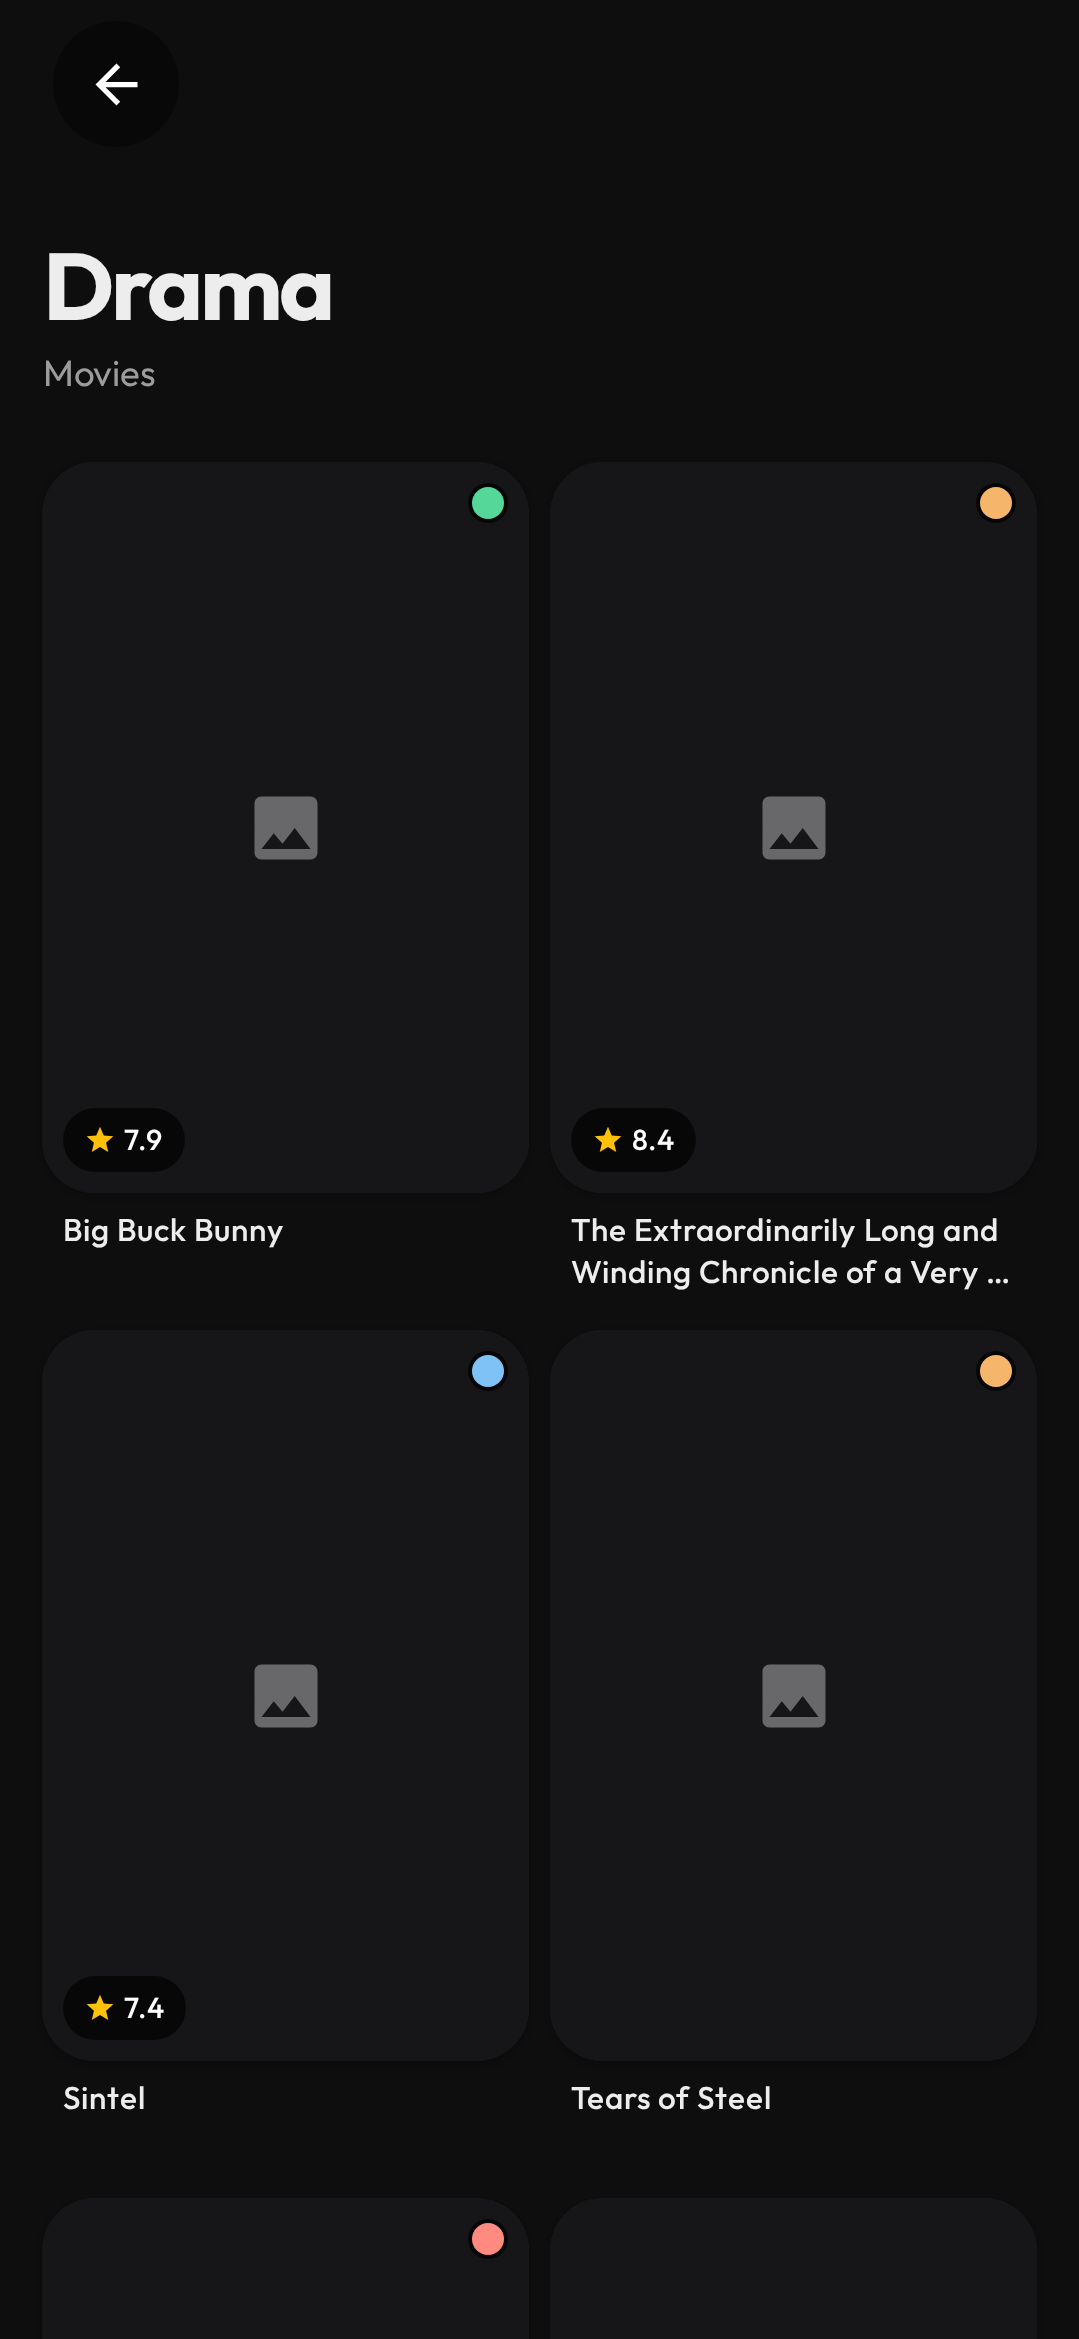 Drama
Movies
7.9
8.4
Big Buck Bunny
The Extraordinarily Long and
Winding Chronicle of a Very ...
7.4
Sintel
Tears of Steel